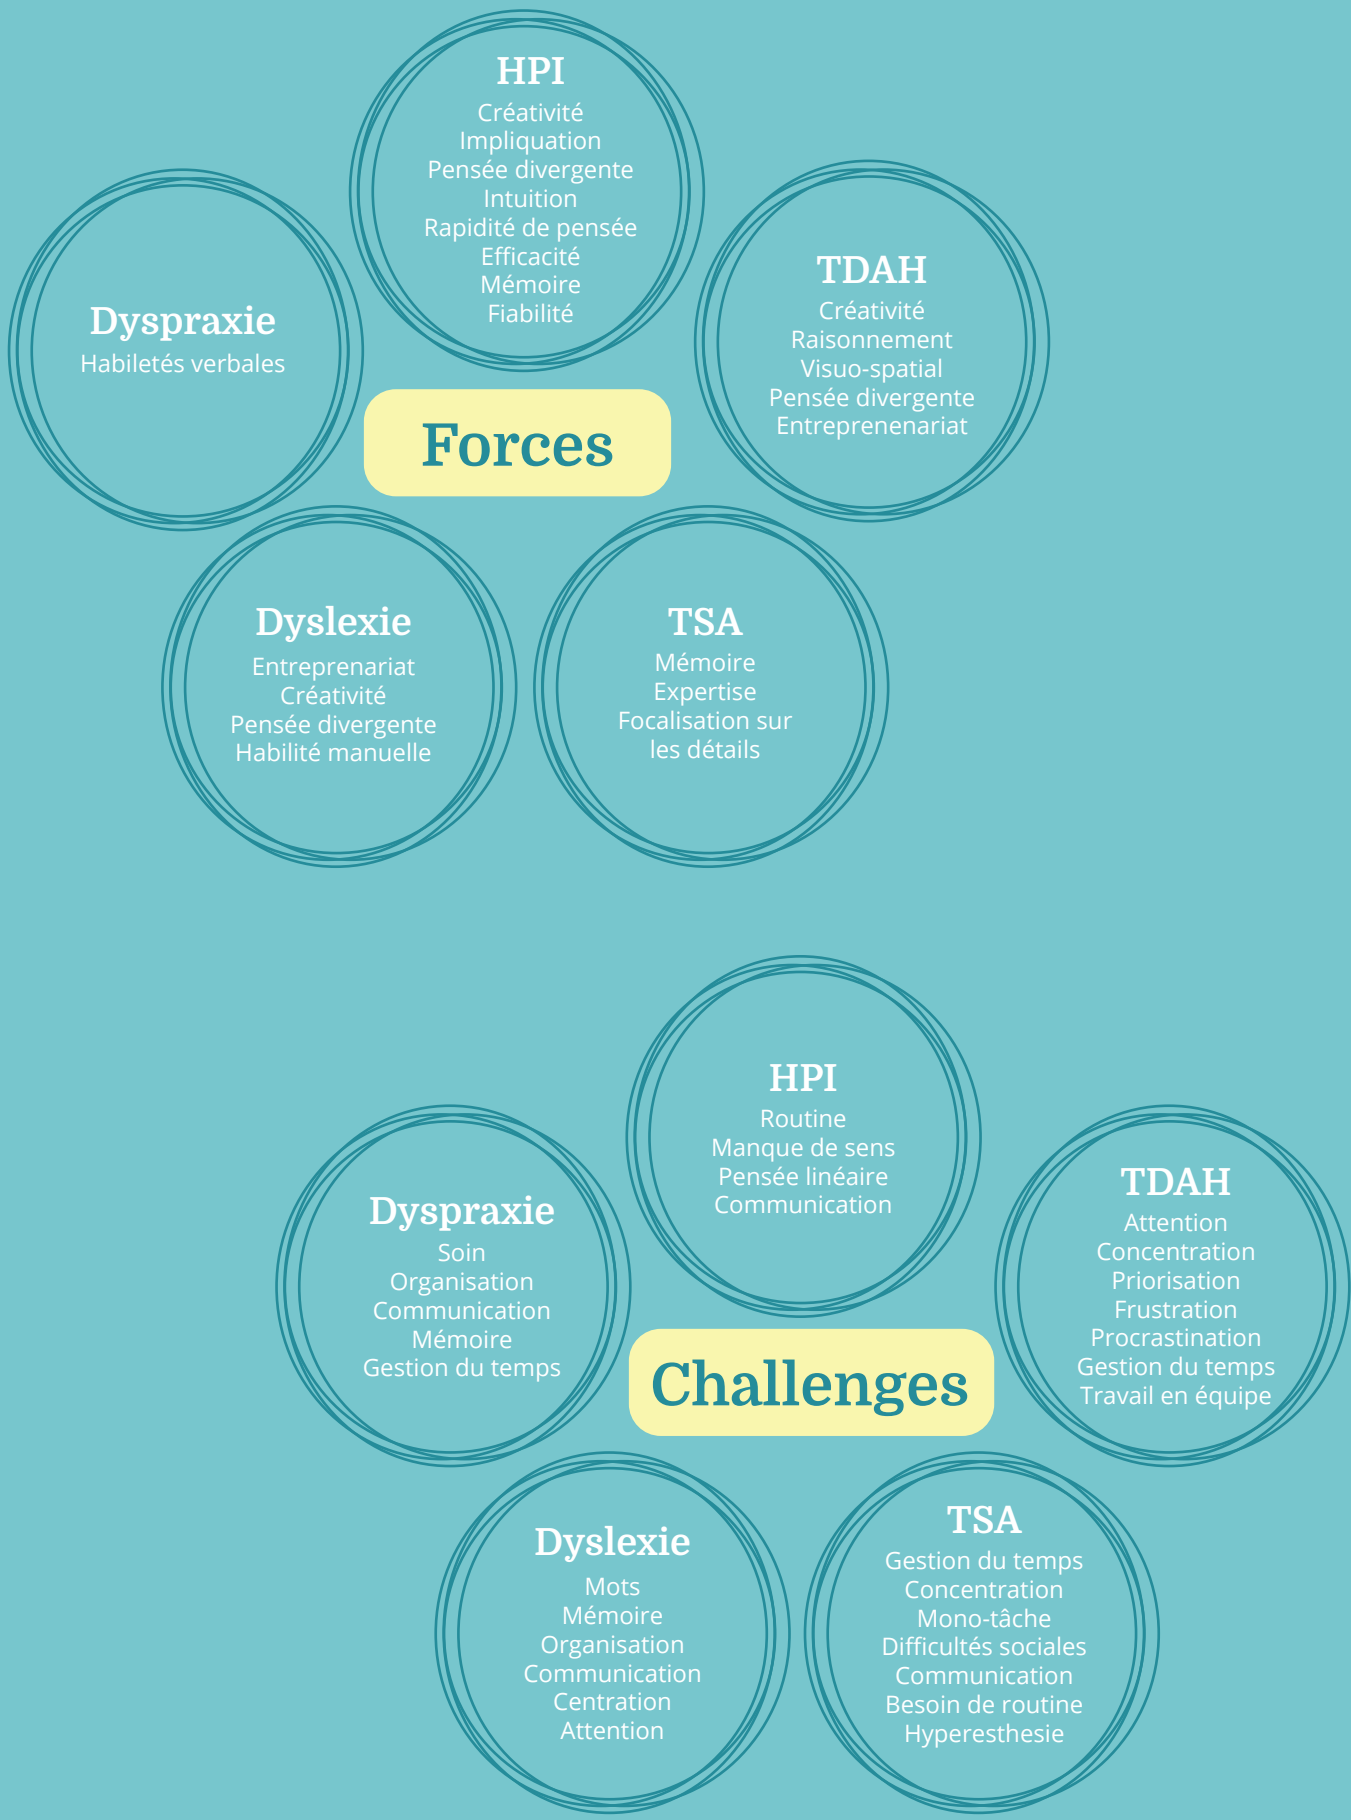 HPI
Créativité
Impliquation
Pensée divergente
Intuition
Rapidité de pensée
Efficacité
Mémoire
Fiabilité
Dyspraxie
Habiletés verbales
TDAH
Créativité
Raisonnement
Visuo-spatial
Pensée divergente
Entreprenenariat
Forces
Dyslexie
Entreprenariat
Créativité
Pensée divergente
Habilité manuelle
TSA
Mémoire
Expertise
Focalisation sur
les détails
HPI
Routine
Manque de sens
Pensée linéaire
Communication
Dyspraxie
Soin
Organisation
Communication
Mémoire
Gestion du temps
TDAH
Attention
Concentration
Priorisation
Frustration
Procrastination
Gestion du temps
Travail en équipe
Challenges
Dyslexie
Mots
Mémoire
Organisation
Communication
Centration
Attention
TSA
Gestion du temps
Concentration
Mono-tâche
Difficultés sociales
Communication
Besoin de routine
Hyperesthesie